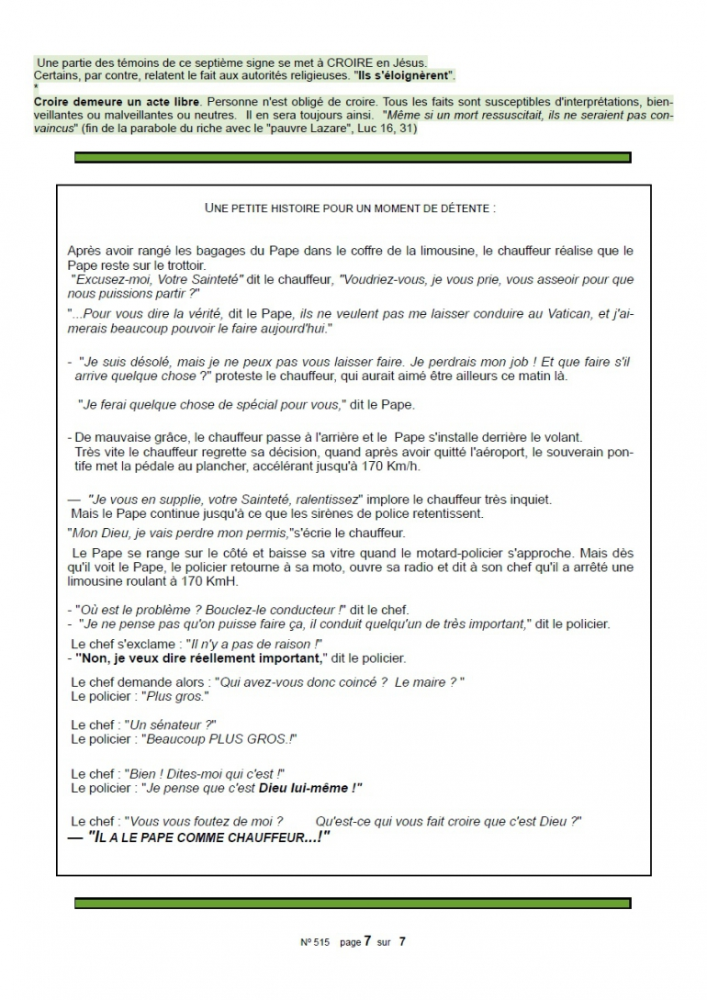 Une partie des témoins de ce septième signe se met à CROIRE en Jésus.
Certains, par contre, relatent le fait aux autorités religieuses. "Ils s'éloignèrent".
*
Croire demeure un acte libre. Personne n'est obligé de croire. Tous les faits sont susceptibles d'interprétations, bien-
veillantes ou malveillantes ou neutres. Il en sera toujours ainsi. "Même si un mort ressuscitait, ils ne seraient pas con-
vaincus" (fin de la parabole du riche avec le "pauvre Lazare", Luc 16, 31)
UNE PETITE HISTOIRE POUR UN MOMENT DE DÉTENTE :
Après avoir rangé les bagages du Pape dans le coffre de la limousine, le chauffeur réalise que le
Pape reste sur le trottoir.
"Excusez-moi, Votre Sainteté" dit le chauffeur, "Voudriez-vous, je vous prie, vous asseoir pour que
nous puissions partir ?"
"...Pour vous dire la vérité, dit le Pape, ils ne veulent pas me laisser conduire au Vatican, et j'ai-
merais beaucoup pouvoir le faire aujourd'hui."
- "Je suis désolé, mais je ne peux pas vous laisser faire. Je perdrais mon job ! Et que faire s'il
arrive quelque chose ?" proteste le chauffeur, qui aurait aimé être ailleurs ce matin là.
"Je ferai quelque chose de spécial pour vous," dit le Pape.
- De mauvaise grâce, le chauffeur passe à l'arrière et le Pape s'installe derrière le volant.
Très vite le chauffeur regrette sa décision, quand après avoir quitté l'aéroport, le souverain pon-
tife met la pédale au plancher, accélérant jusqu'à 170 Km/h.
— "Je vous en supplie, votre Sainteté, ralentissez" implore le chauffeur très inquiet.
Mais le Pape continue jusqu'à ce que les sirènes de police retentissent.
"Mon Dieu, je vais perdre mon permis,"s'écrie le chauffeur.
Le Pape se range sur le côté et baisse sa vitre quand le motard-policier s'approche. Mais dès
qu'il voit le Pape, le policier retourne à sa moto, ouvre sa radio et dit à son chef qu'il a arrêté une
limousine roulant à 170 KmH.
- "Où est le problème ? Bouclez-le conducteur !" dit le chef.
- "Je ne pense pas qu'on puisse faire ça, il conduit quelqu'un de très important," dit le policier.
Le chef s'exclame : "Il n'y a pas de raison !"
- "Non, je veux dire réellement important," dit le policier.
Le chef demande alors : "Qui avez-vous donc coincé ? Le maire ? "
Le policier : "Plus gros."
Le chef : "Un sénateur ?"
Le policier : "Beaucoup PLUS GROS.!"
Le chef : "Bien ! Dites-moi qui c'est !"
Le policier : "Je pense que c'est Dieu lui-même !"
Le chef : "Vous vous foutez de moi ? Qu'est-ce qui vous fait croire que c'est Dieu ?"
— "IL A LE PAPE COMME CHAUFFEUR...!"
Nº 515 page 7 sur 7